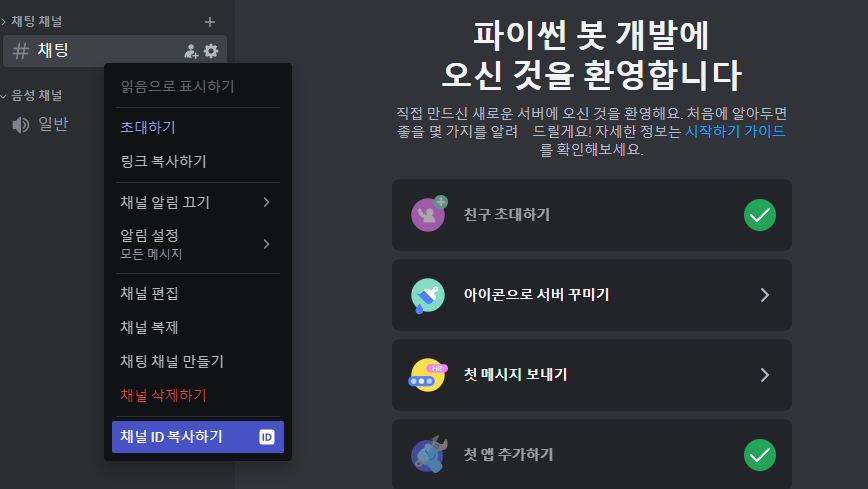 채팅 채널
채팅
음성 채널
일반
읽음으로 표시하기
초대하기
링크 복사하기
채널 알림 끄기
알림 설정
모든 메시지
채널 편집
채널 복제
채팅 채널 만들기
채널 삭제하기
채널 ID 복사하기
ID
파이썬 봇 개발에
오신 것을 환영합니다
직접 만드신 새로운 서버에 오신 것을 환영해요. 처음에 알아두면
좋을 몇 가지를 알려 드릴게요! 자세한 정보는 시작하기 가이드
를 확인해보세요.
친구 초대하기
아이콘으로 서버 꾸미기
Hi!
첫 메시지 보내기
첫 앱 추가하기